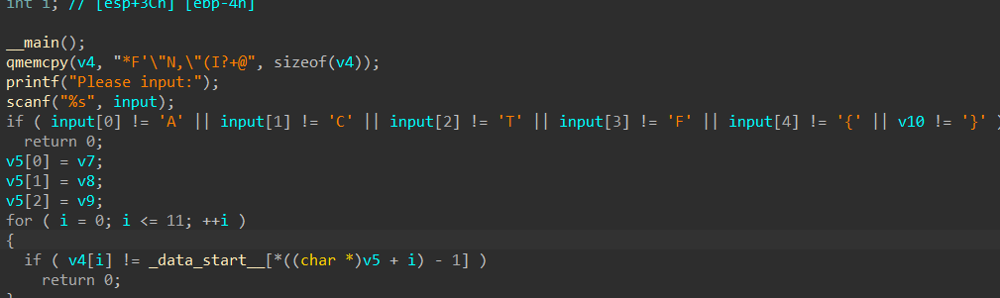 int i; // [esp+3Ch] [ebp-4h]
__main();
qmemcpy(v4, "*F'\"N,\"(I?+@", sizeof(v4));
printf("Please input:");
scanf("%s", input);
if ( input[0] != 'A' || input[1] != 'C' || input[2] != 'T' || input[3] != 'F' || input[4] != '{' || v10 != '}' )
return 0;
v5[0] = v7;
v5[1] = v8;
v5[2] = v9;
for ( i = 0; i <= 11; ++i )
{
if ( v4[i] != _data_start__[*((char *)v5 + i) - 1] )
return 0;
}